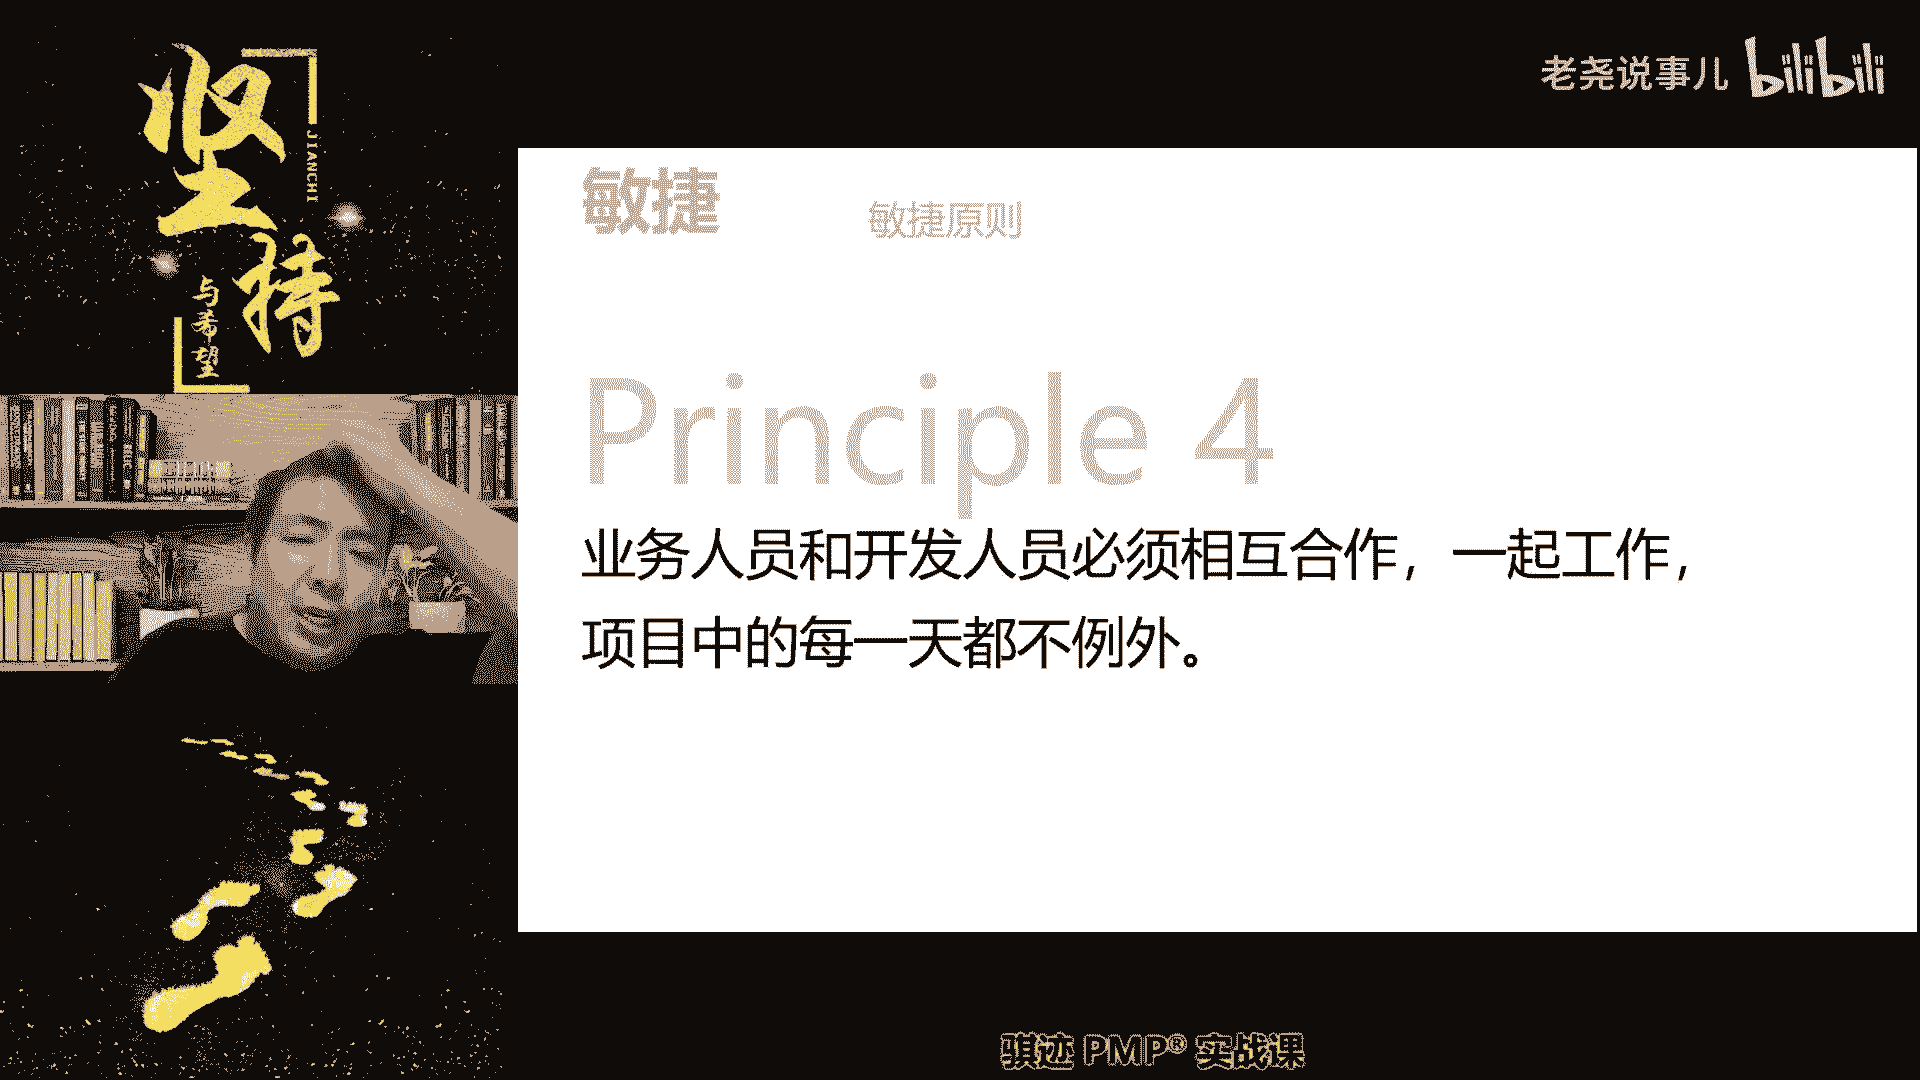 坚持
JIANCHI
与希望
老尧说事儿 bilibili
敏捷
敏捷原则
Principle 4
业务人员和开发人员必须相互合作，一起工作，
项目中的每一天都不例外。
骐迹 PMP® 实战课